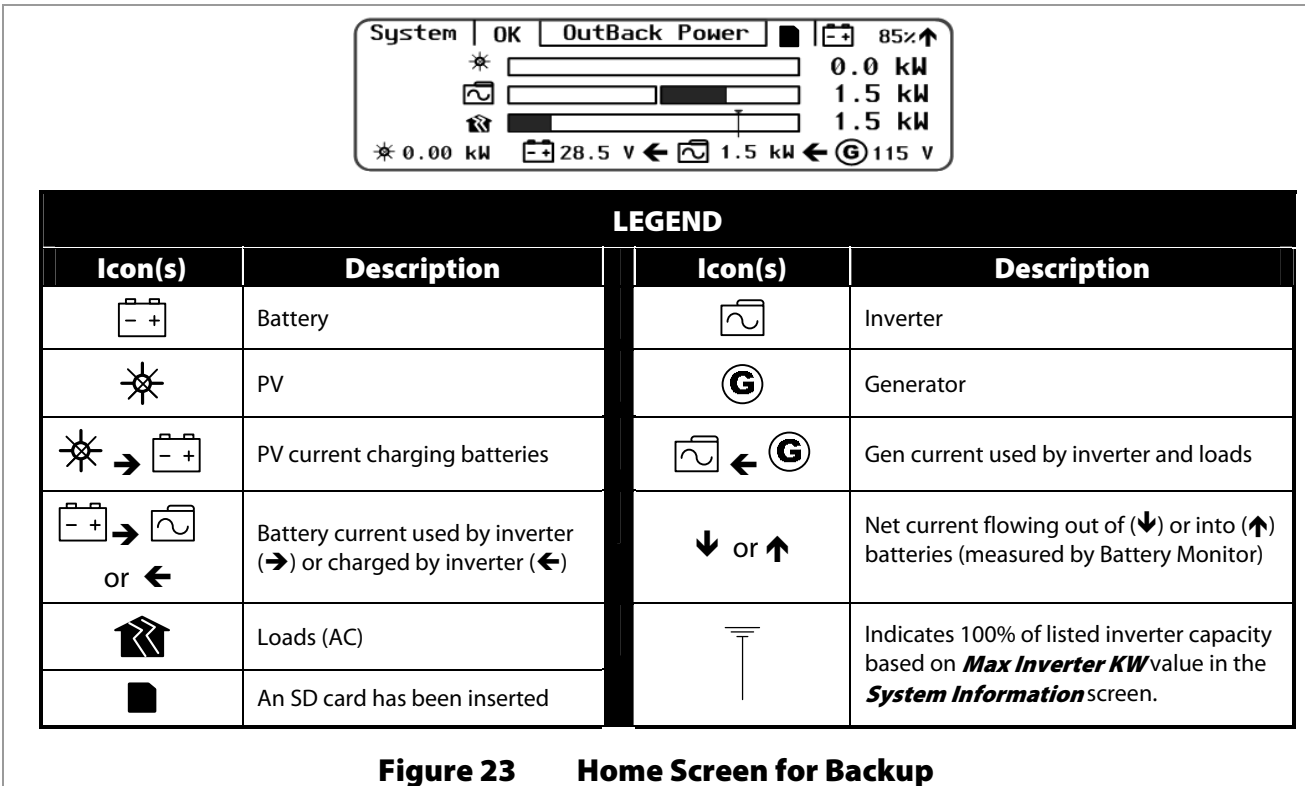 System OK OutBack Power - + 85%↑
0.0 kW
1.5 kW
1.5 kW
0.00 kW - + 28.5 V ← 1.5 kW ← G 115 V
LEGEND
Icon(s) Description Icon(s) Description
- + Battery Inverter
PV G Generator
→ - + PV current charging batteries ← G Gen current used by inverter and loads
- + → or ← Battery current used by inverter
(→) or charged by inverter (←)
↓ or ↑ Net current flowing out of (↓) or into (↑)
batteries (measured by Battery Monitor)
Loads (AC)
An SD card has been inserted
Indicates 100% of listed inverter capacity
based on Max Inverter KW value in the
System Information screen.
Figure 23 Home Screen for Backup